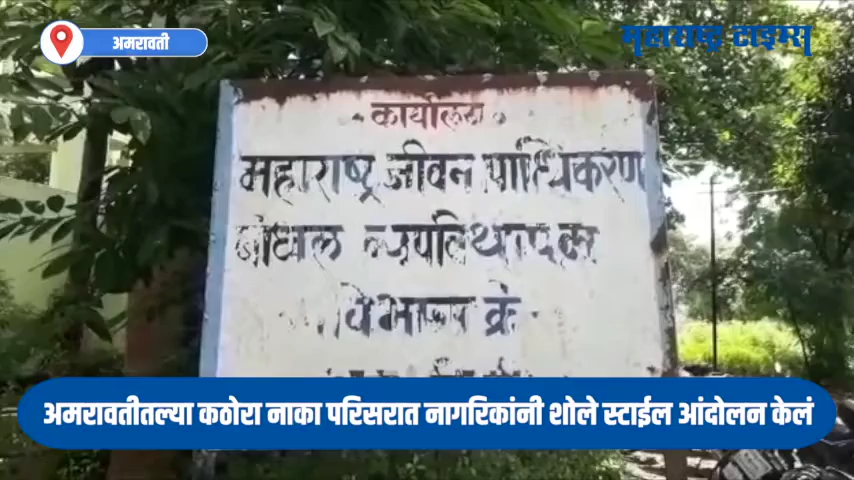 अमरावती
महाराष्ट्र टाइम्स
कार्यालय
महाराष्ट्र जीवन प्राधिकरण
विभाग क्रं
अमरावतीतल्या कठोरा नाका परिसरात नागरिकांनी शोले स्टाईल आंदोलन केलं